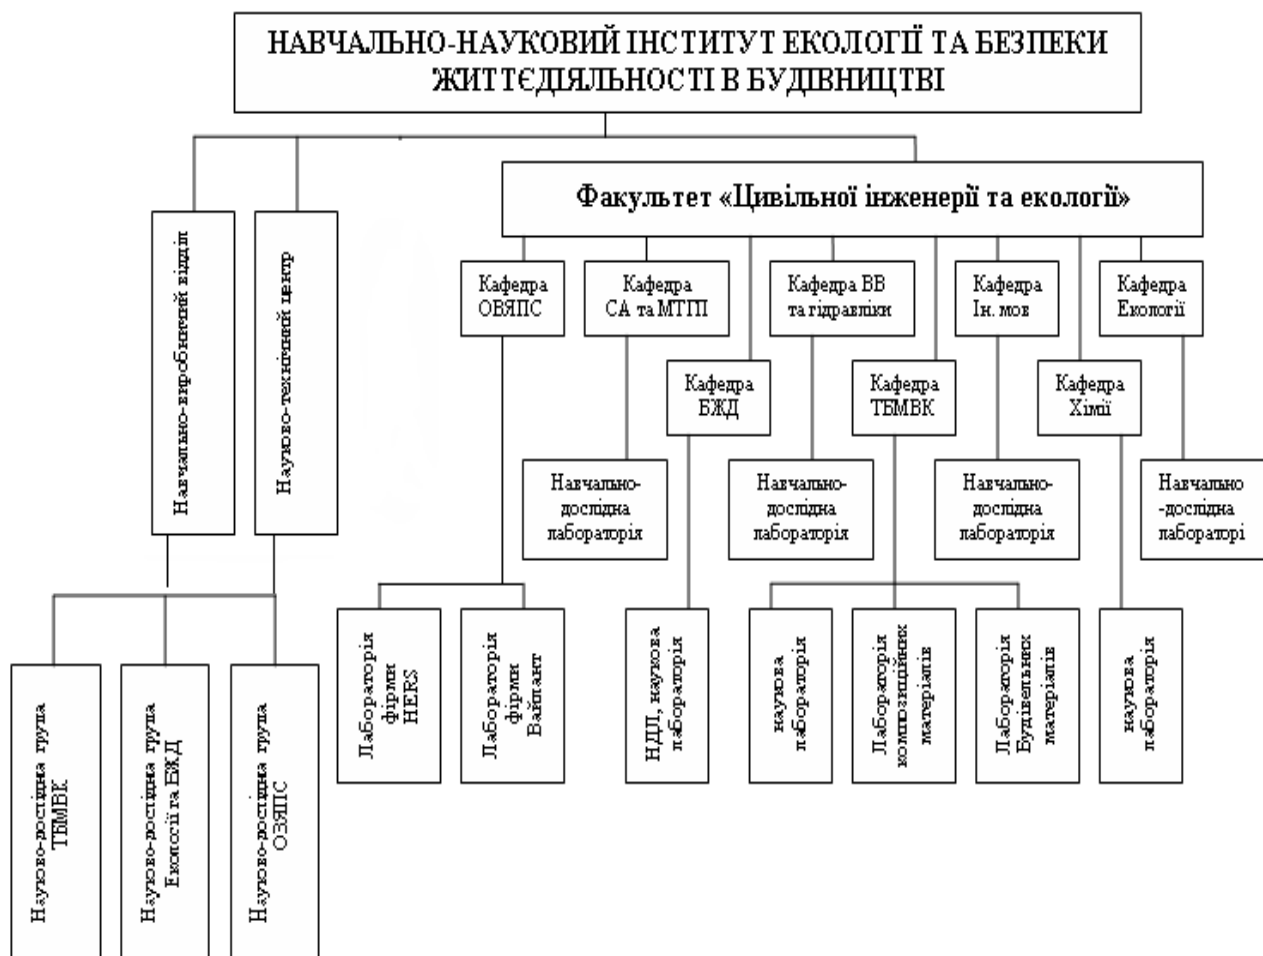 НАВЧАЛЬНО-НАУКОВИЙ ІНСТИТУТ ЕКОЛОГІЇ ТА БЕЗПЕКИ
ЖИТТЄДІЯЛЬНОСТІ В БУДІВНИЦТВІ
Факультет «Цивільної інженерії та екології»
Навчально-виробничий відділ
Науково-технічний центр
Кафедра
ОВЯПС
Кафедра
СА та МТГП
Кафедра ВВ
та гідравліки
Кафедра
Ін. мов
Кафедра
Екології
Кафедра
БЖД
Кафедра
ТБМВК
Кафедра
Хімії
Навчально-
дослідна
лабораторія
Навчально-
дослідна
лабораторія
Навчально-
дослідна
лабораторія
Навчально
-дослідна
лабораторі
Лабораторія
фірми
HERS
Лабораторія
фірми
Вайлант
НДЛ, наукова
лабораторія
наукова
лабораторія
Лабораторія
композиційних
матеріалів
Лабораторія
Будівельних
матеріалів
наукова
лабораторія
Науково-дослідна група
ТБМВК
Науково-дослідна група
Екології та БЖД
Науково-дослідна група
ОВЯПС